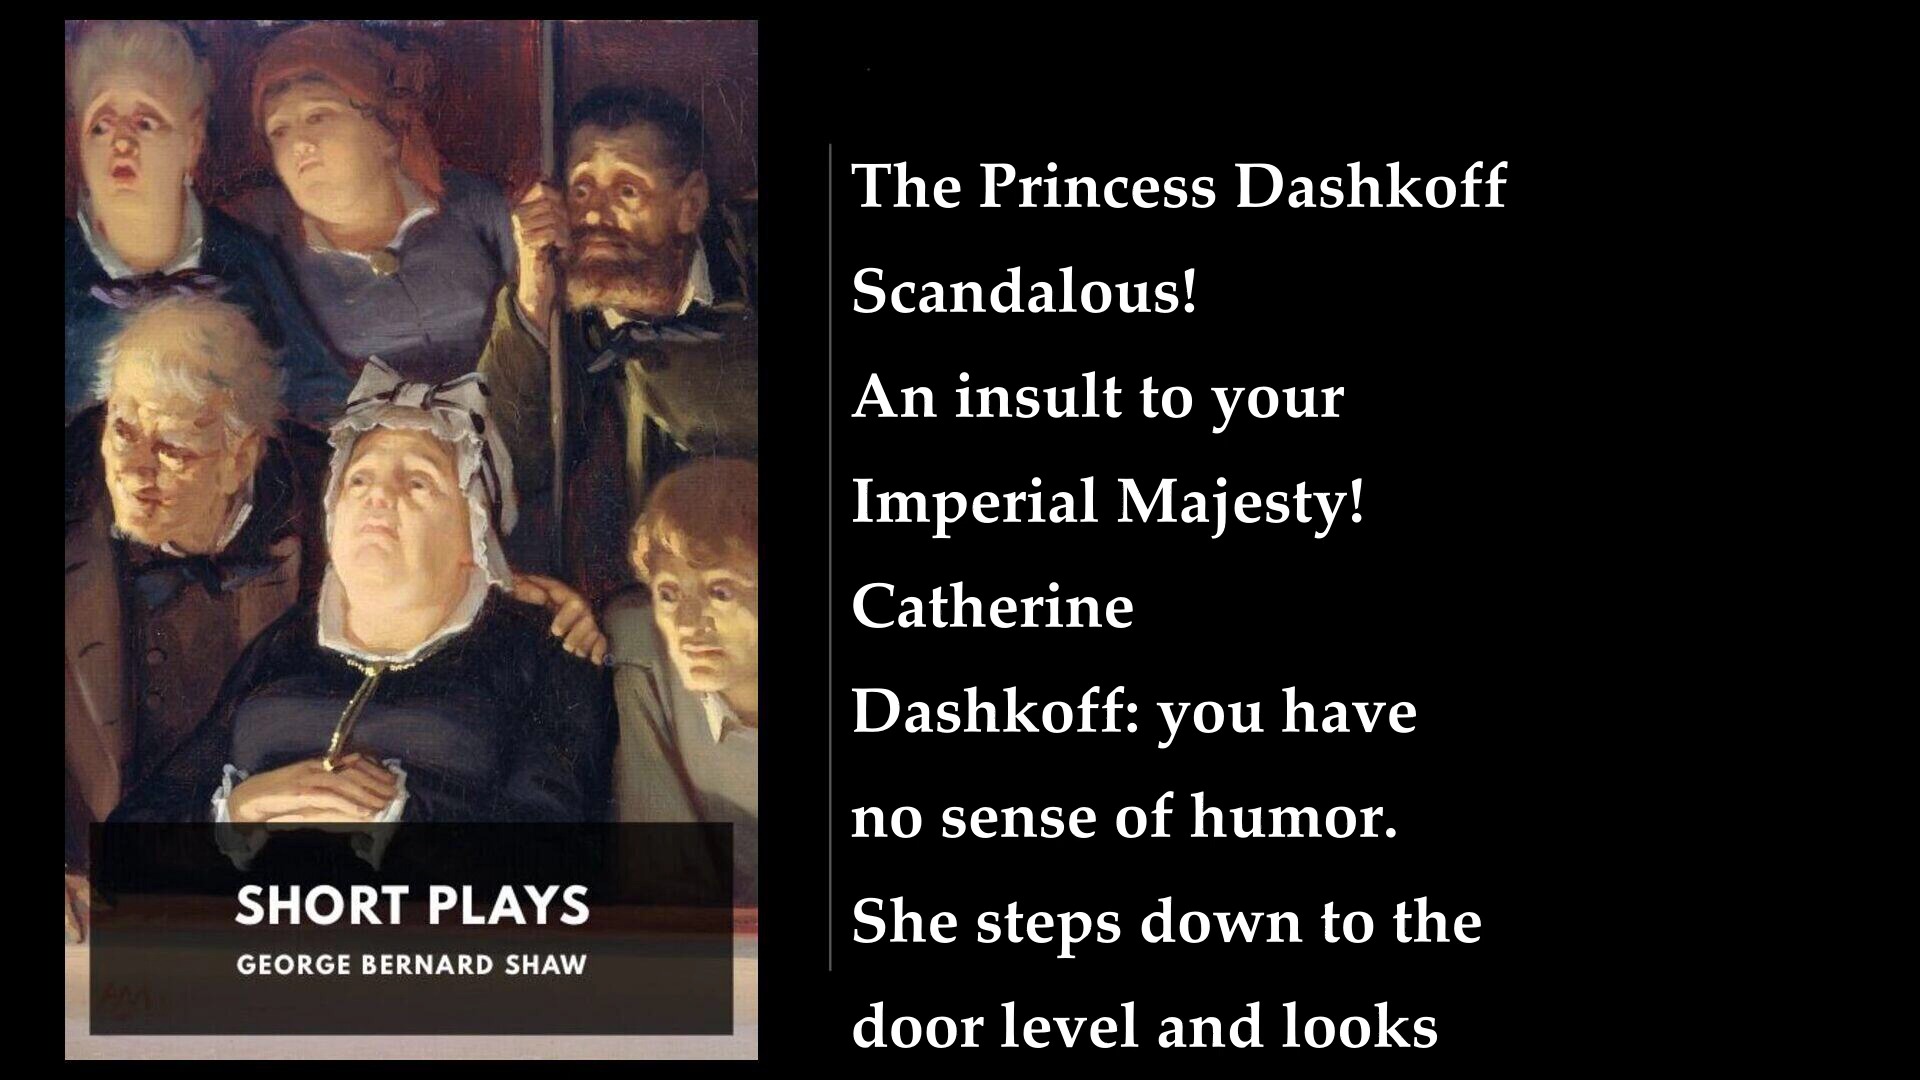 SHORT PLAYS
GEORGE BERNARD SHAW
The Princess Dashkoff
Scandalous!
An insult to your
Imperial Majesty!
Catherine
Dashkoff: you have
no sense of humor.
She steps down to the
door level and looks